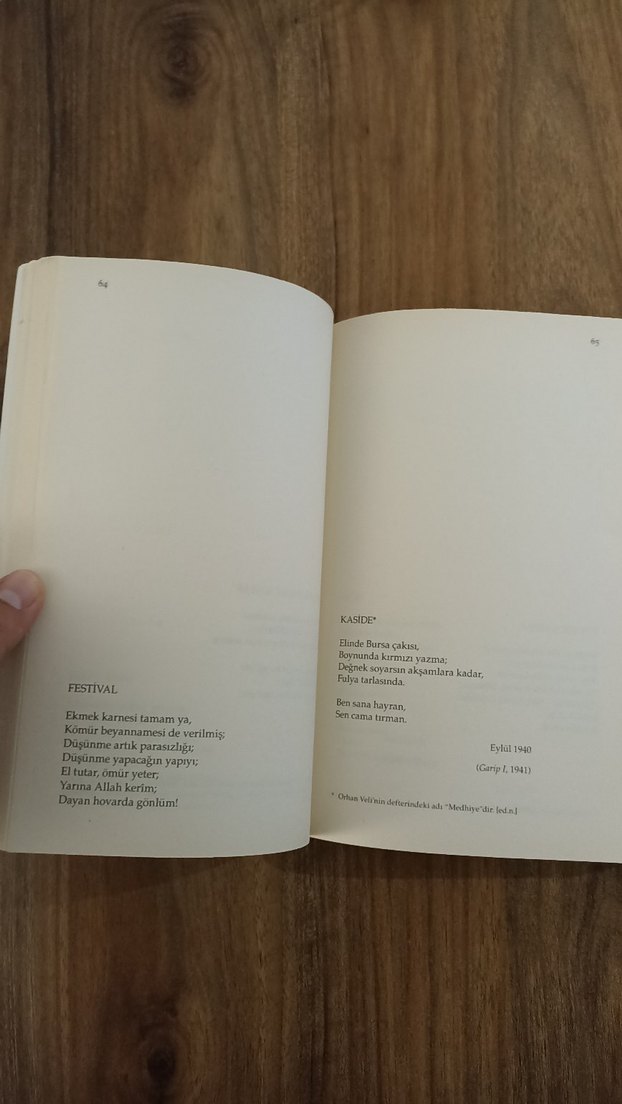 64
FESTİVAL
Ekmek karnesi tamam ya,
Kömür beyannamesi de verilmiş;
Düşünme artık parasızlığı;
Düşünme yapacağın yapıyı;
El tutar, ömür yeter;
Yarına Allah kerîm;
Dayan hovarda gönlüm!
65
KASİDE*
Elinde Bursa çakısı,
Boynunda kırmızı yazma;
Değnek soyarsın akşamlara kadar,
Fulya tarlasında.
Ben sana hayran,
Sen cama tırman.
Eylül 1940
(Garip I, 1941)
* Orhan Veli'nin defterindeki adı "Medhiye"dir. [ed.n.]